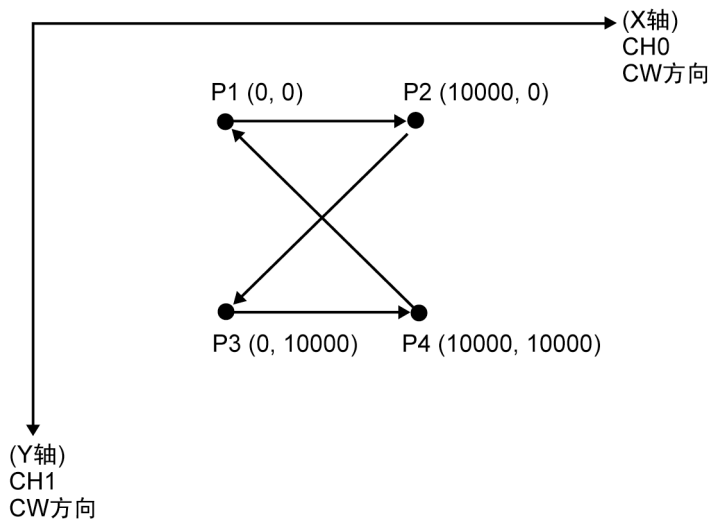 (X轴)
CH0
CW方向
P1 (0, 0)
P2 (10000, 0)
P3 (0, 10000)
P4 (10000, 10000)
(Y轴)
CH1
CW方向